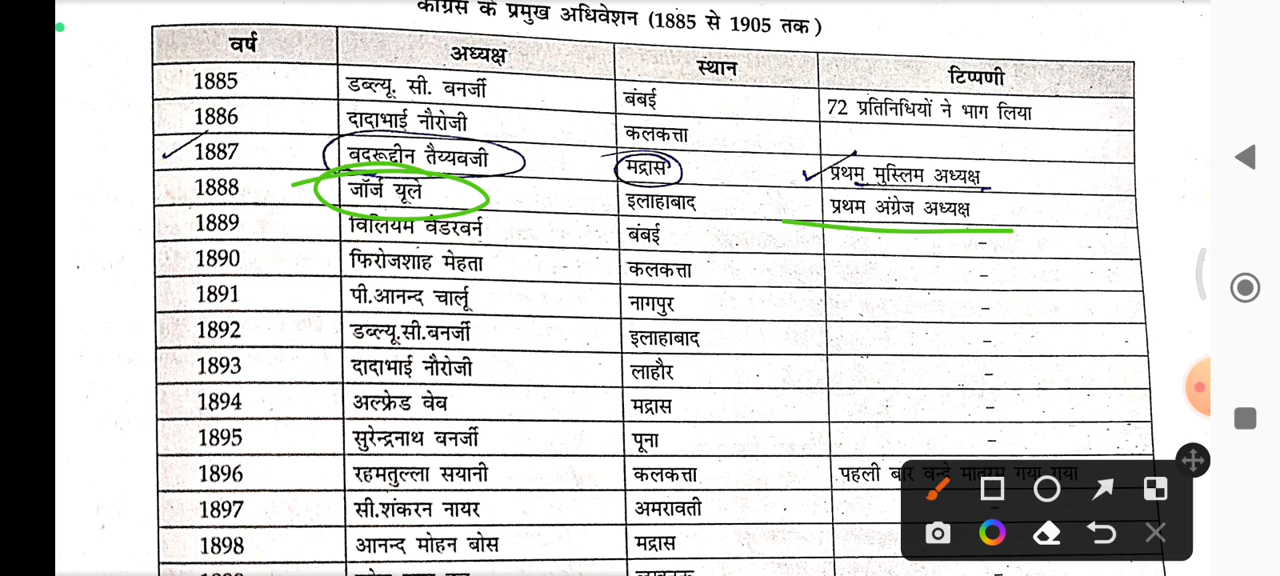 कांग्रेस के प्रमुख अधिवेशन (1885 से 1905 तक)
वर्ष अध्यक्ष स्थान टिप्पणी
1885 डब्ल्यू. सी. बनर्जी बंबई 72 प्रतिनिधियों ने भाग लिया
1886 दादाभाई नौरोजी कलकत्ता
1887 बदरूद्दीन तैय्यबजी मद्रास प्रथम मुस्लिम अध्यक्ष
1888 जॉर्ज यूले इलाहाबाद प्रथम अंग्रेज अध्यक्ष
1889 विलियम वेडरबर्न बंबई –
1890 फिरोजशाह मेहता कलकत्ता –
1891 पी.आनन्द चार्लू नागपुर –
1892 डब्ल्यू.सी.बनर्जी इलाहाबाद –
1893 दादाभाई नौरोजी लाहौर –
1894 अल्फ्रेड वेव मद्रास –
1895 सुरेन्द्रनाथ बनर्जी पूना –
1896 रहमतुल्ला सयानी कलकत्ता पहली बार वन्दे मातरम गया गया
1897 सी.शंकरन नायर अमरावती
1898 आनन्द मोहन बोस मद्रास